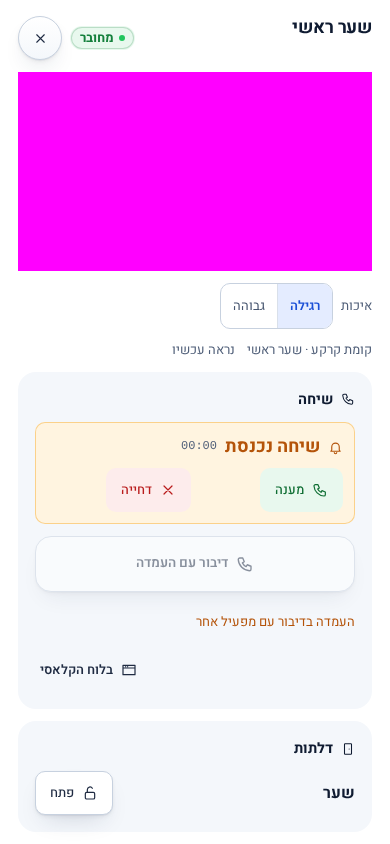 שער ראשי
מחובר
איכות
רגילה
גבוהה
קומת קרקע · שער ראשי
נראה עכשיו
שיחה
שיחה נכנסת 00:00
מענה
דחייה
דיבור עם העמדה
העמדה בדיבור עם מפעיל אחר
בלוח הקלאסי
דלתות
שער
פתח